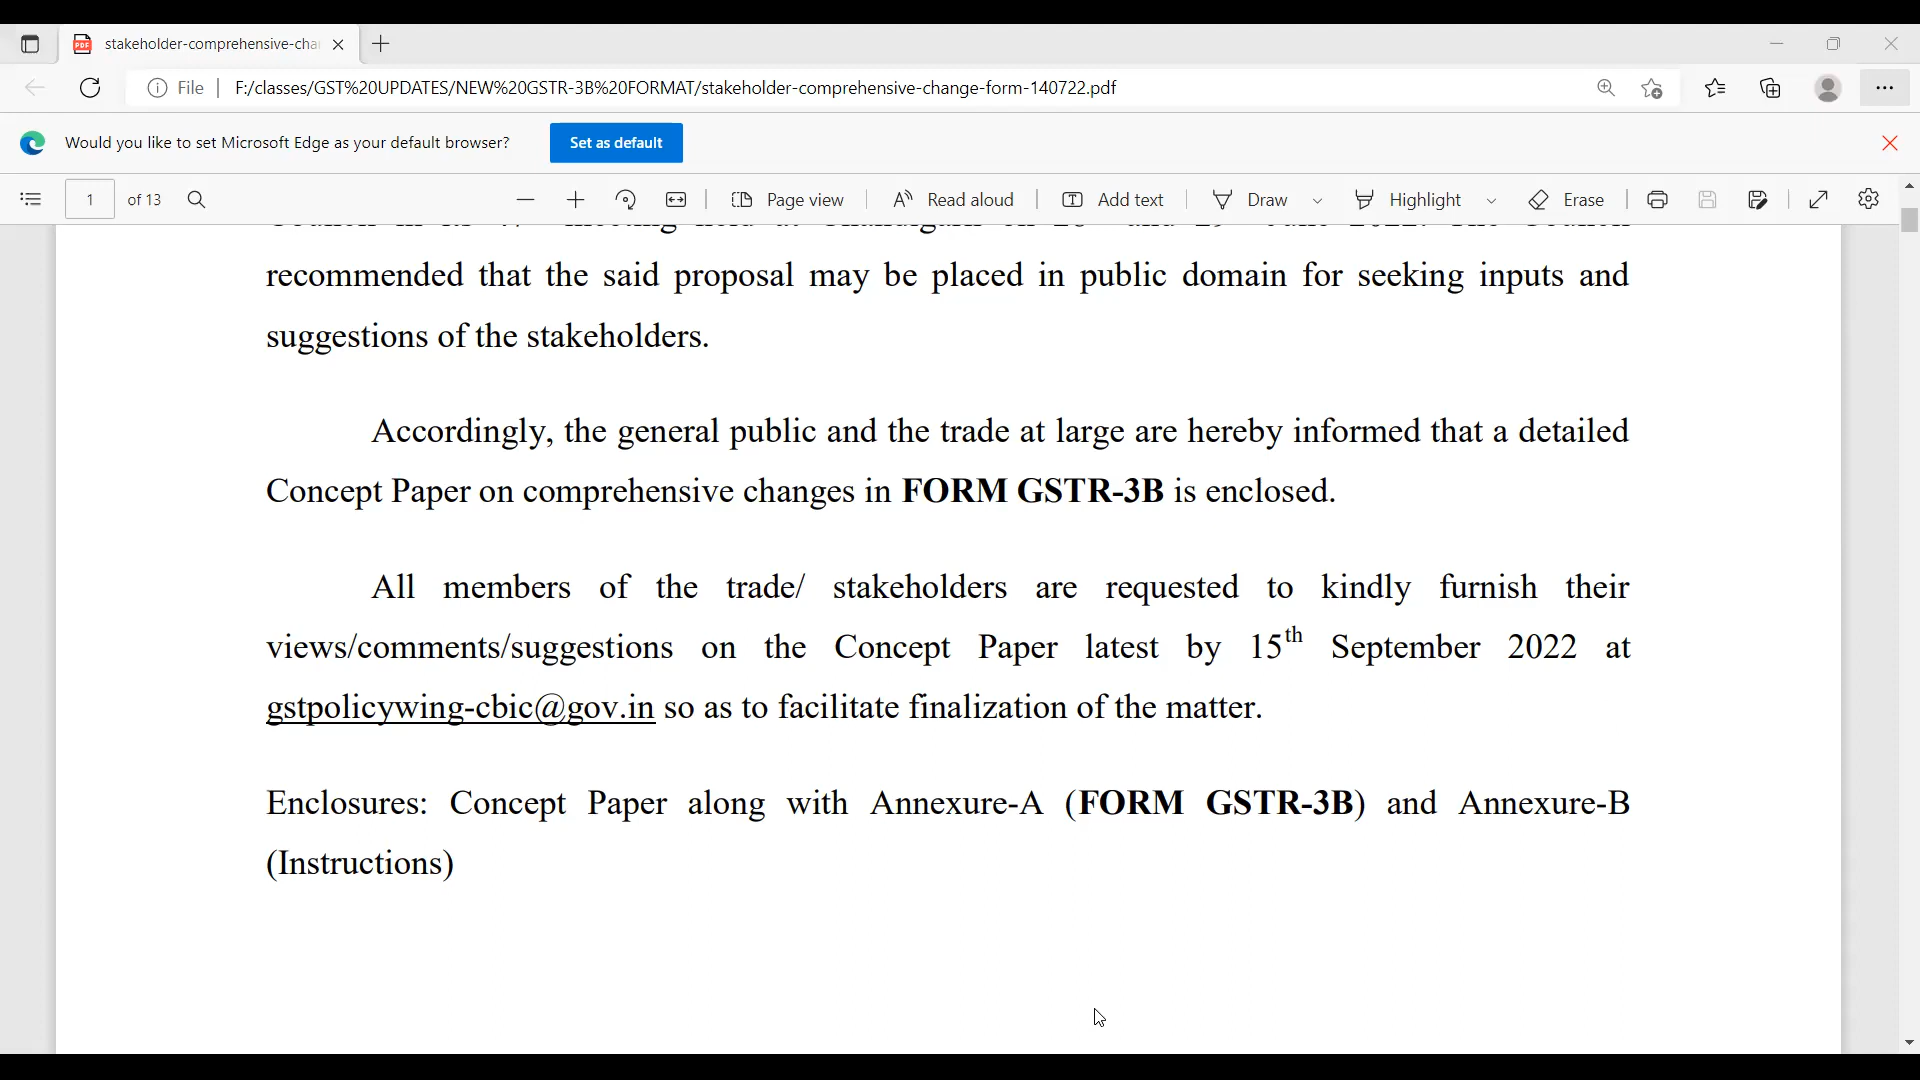 stakeholder-comprehensive-cha
File
F:/classes/GST%20UPDATES/NEW%20GSTR-3B%20FORMAT/stakeholder-comprehensive-change-form-140722.pdf
Would you like to set Microsoft Edge as your default browser? Set as default
1 of 13 Page view Read aloud Add text Draw Highlight Erase
recommended that the said proposal may be placed in public domain for seeking inputs and
suggestions of the stakeholders.
Accordingly, the general public and the trade at large are hereby informed that a detailed
Concept Paper on comprehensive changes in FORM GSTR-3B is enclosed.
All members of the trade/ stakeholders are requested to kindly furnish their
views/comments/suggestions on the Concept Paper latest by 15th September 2022 at
gstpolicywing-cbic@gov.in so as to facilitate finalization of the matter.
Enclosures: Concept Paper along with Annexure-A (FORM GSTR-3B) and Annexure-B
(Instructions)